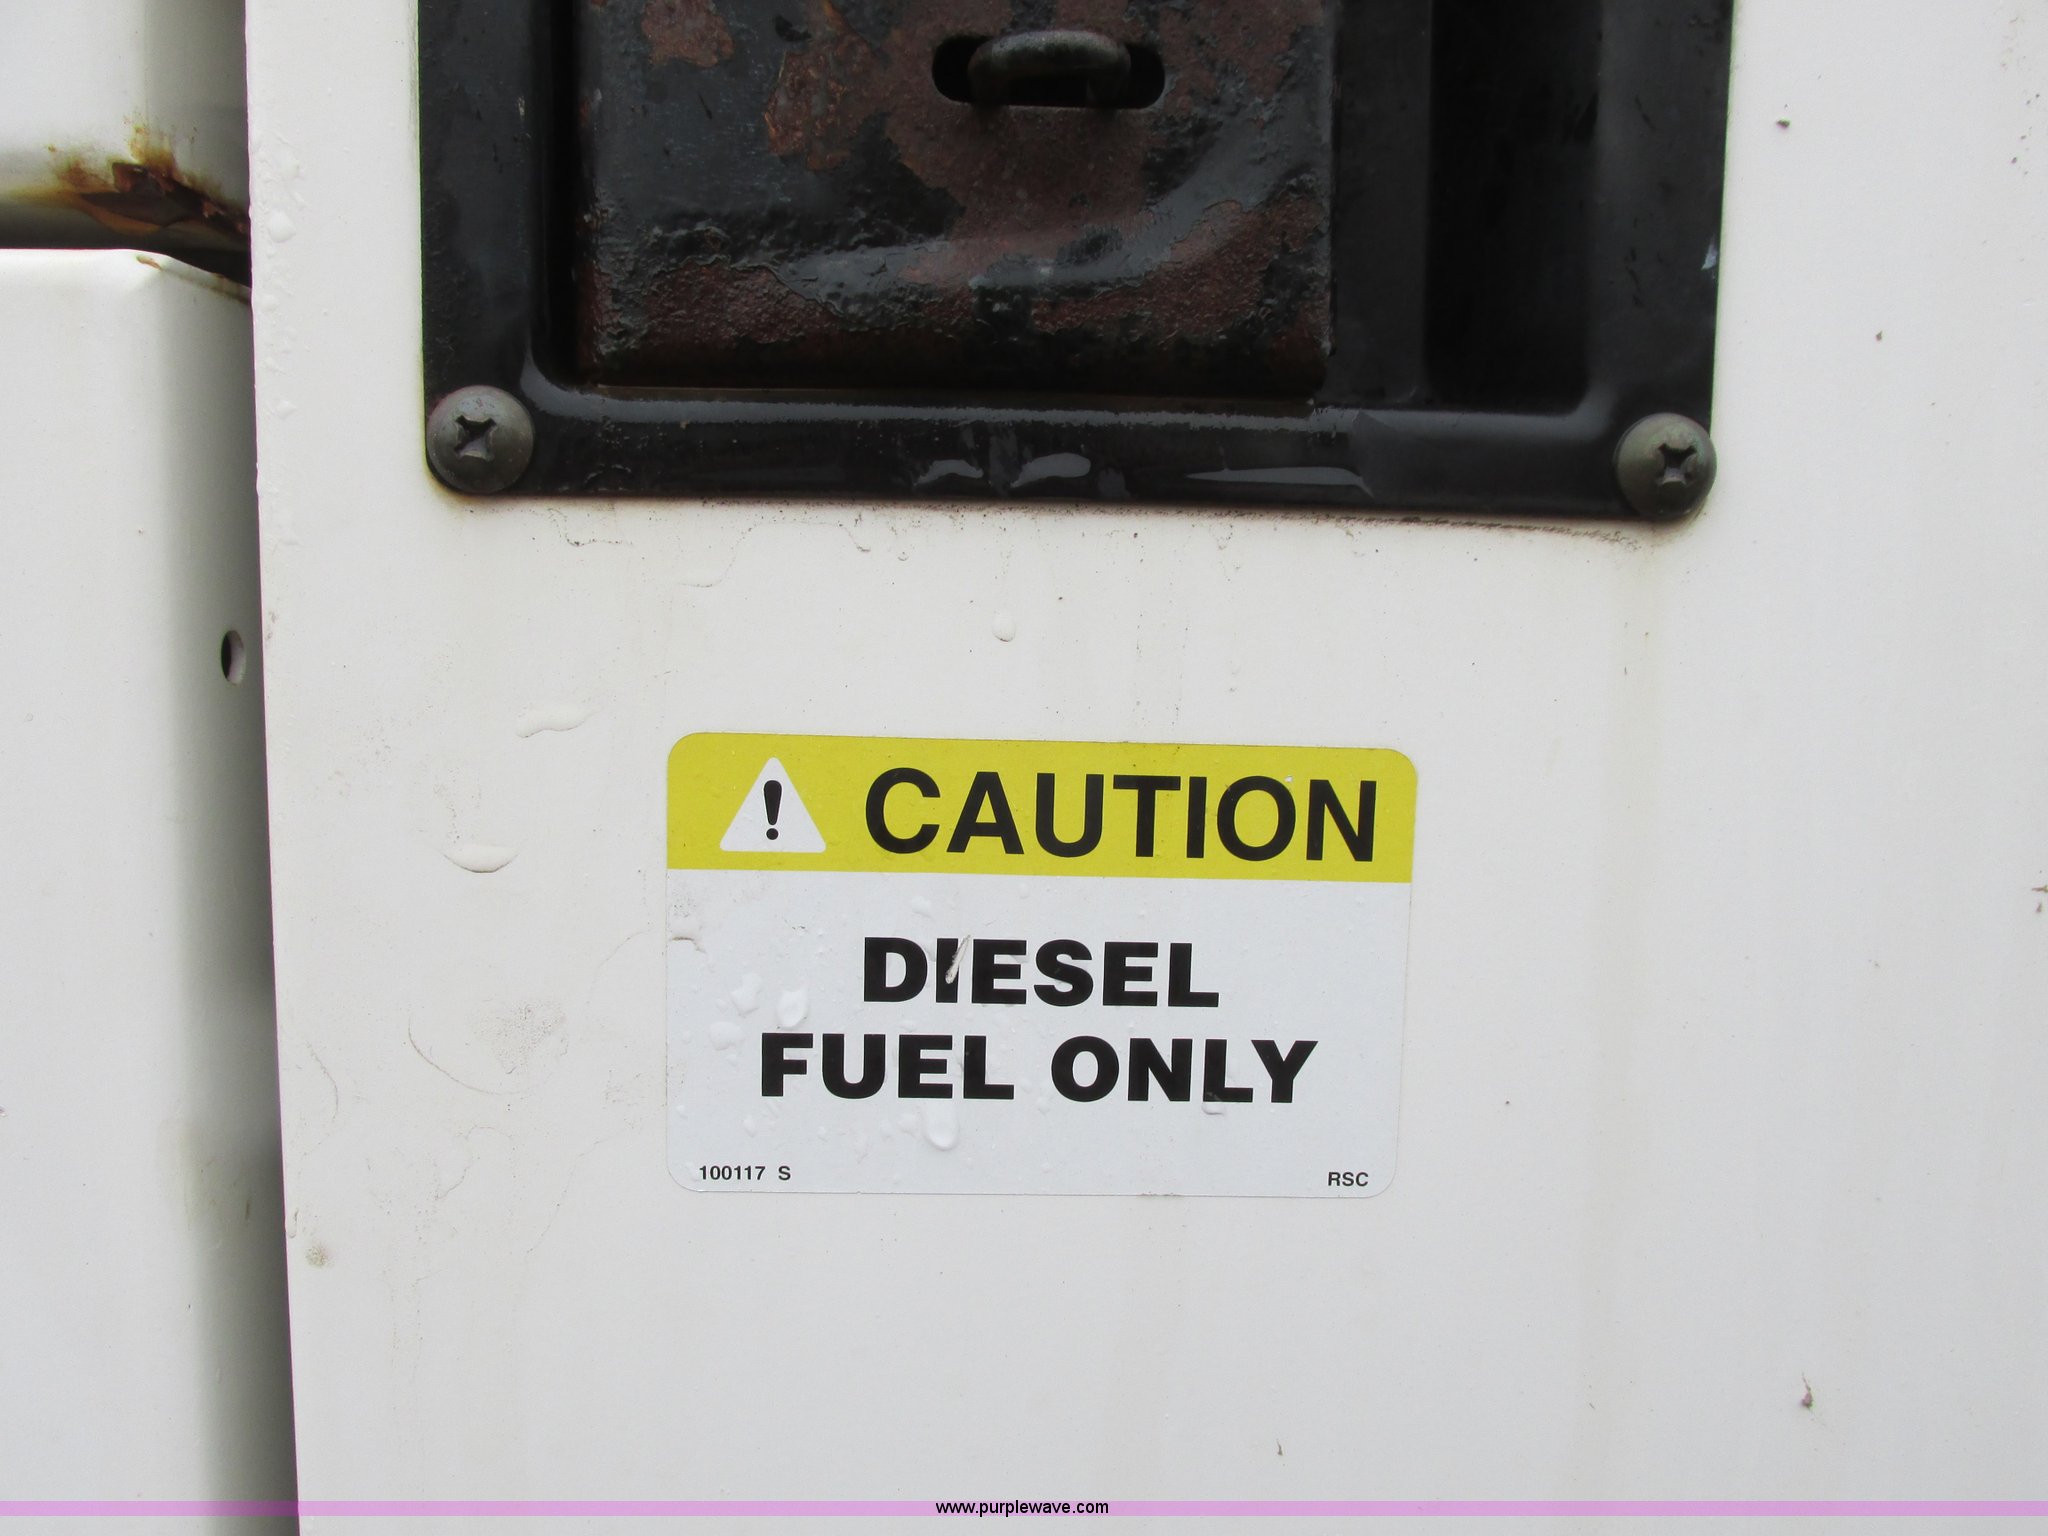 ! CAUTION
DIESEL
FUEL ONLY
100117 S RSC
www.purplewave.com